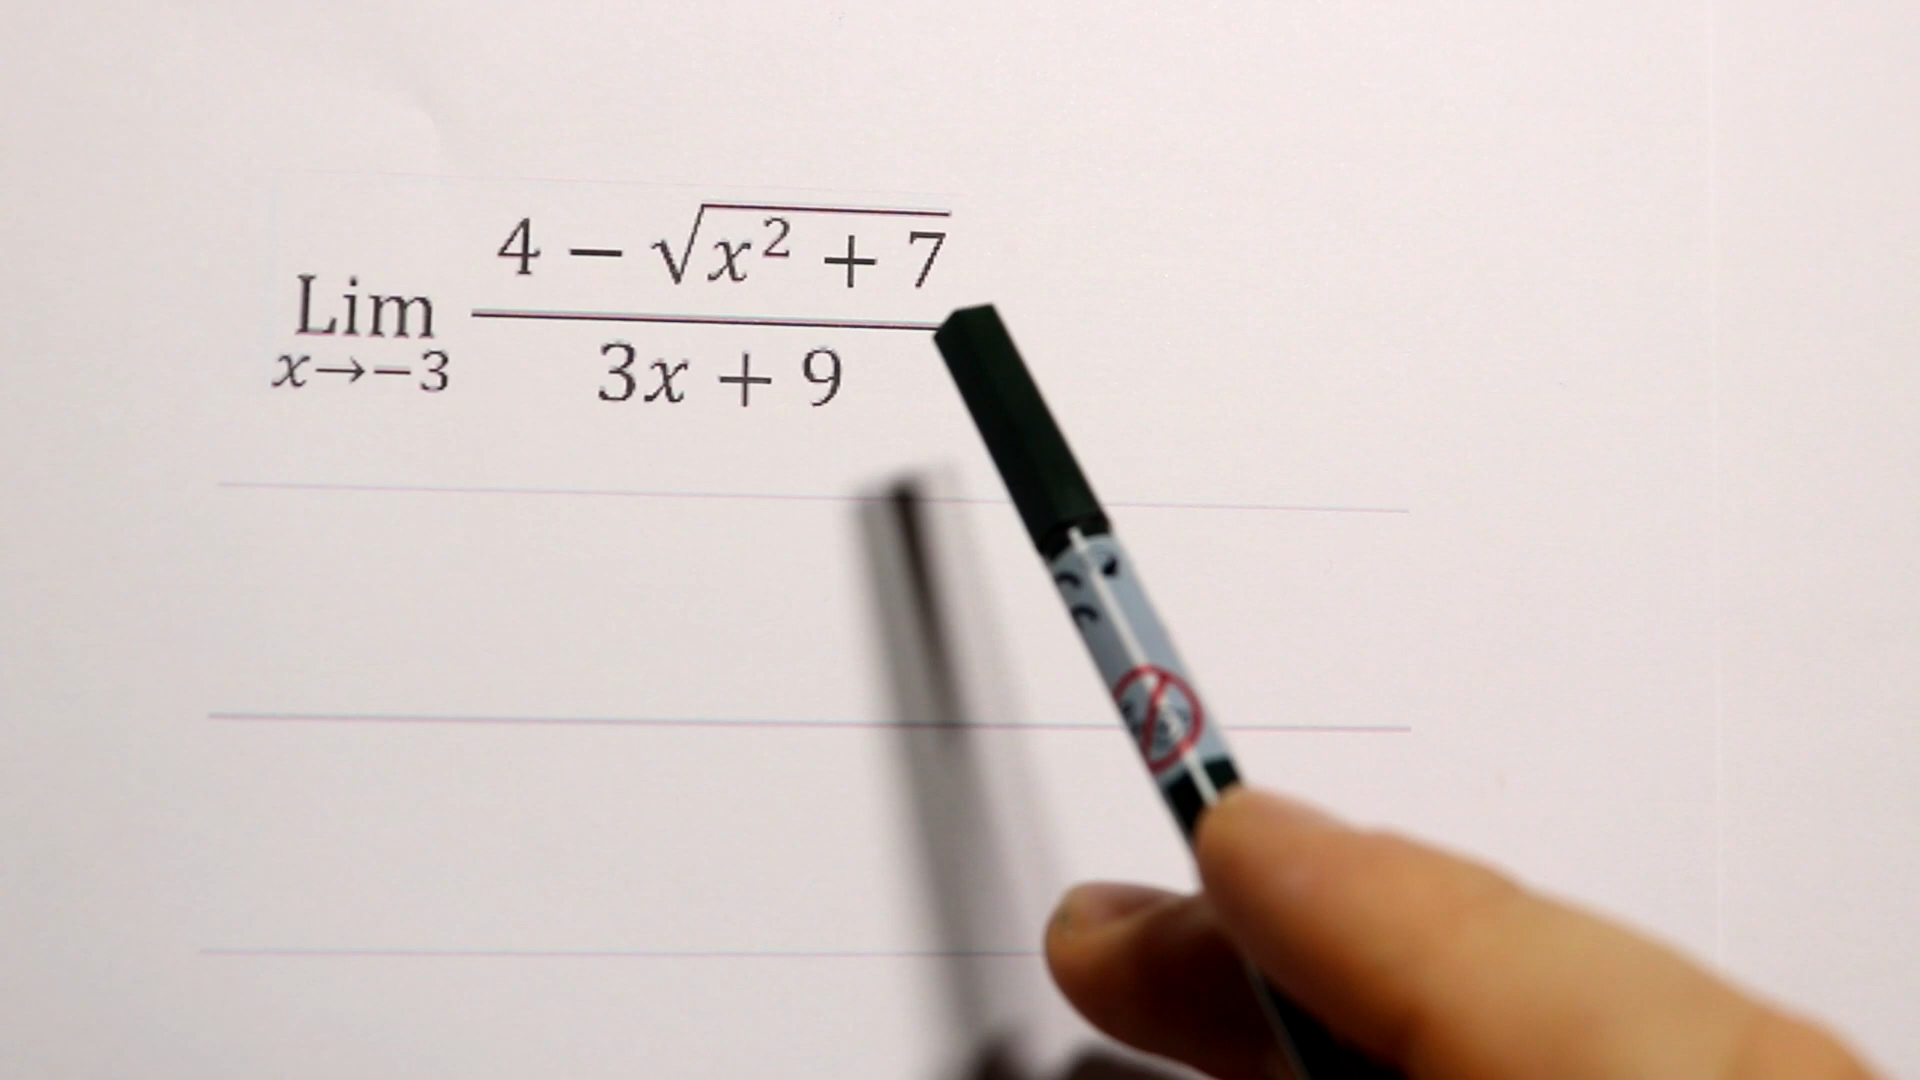 Lim x→−3 (4 − √(x² + 7)) / (3x + 9)